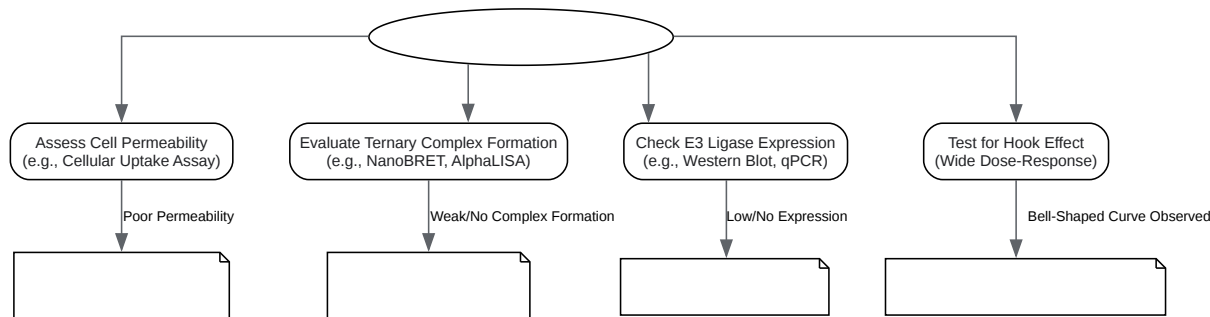 Assess Cell Permeability
(e.g., Cellular Uptake Assay)
Evaluate Ternary Complex Formation
(e.g., NanoBRET, AlphaLISA)
Check E3 Ligase Expression
(e.g., Western Blot, qPCR)
Test for Hook Effect
(Wide Dose-Response)
Poor Permeability
Weak/No Complex Formation
Low/No Expression
Bell-Shaped Curve Observed